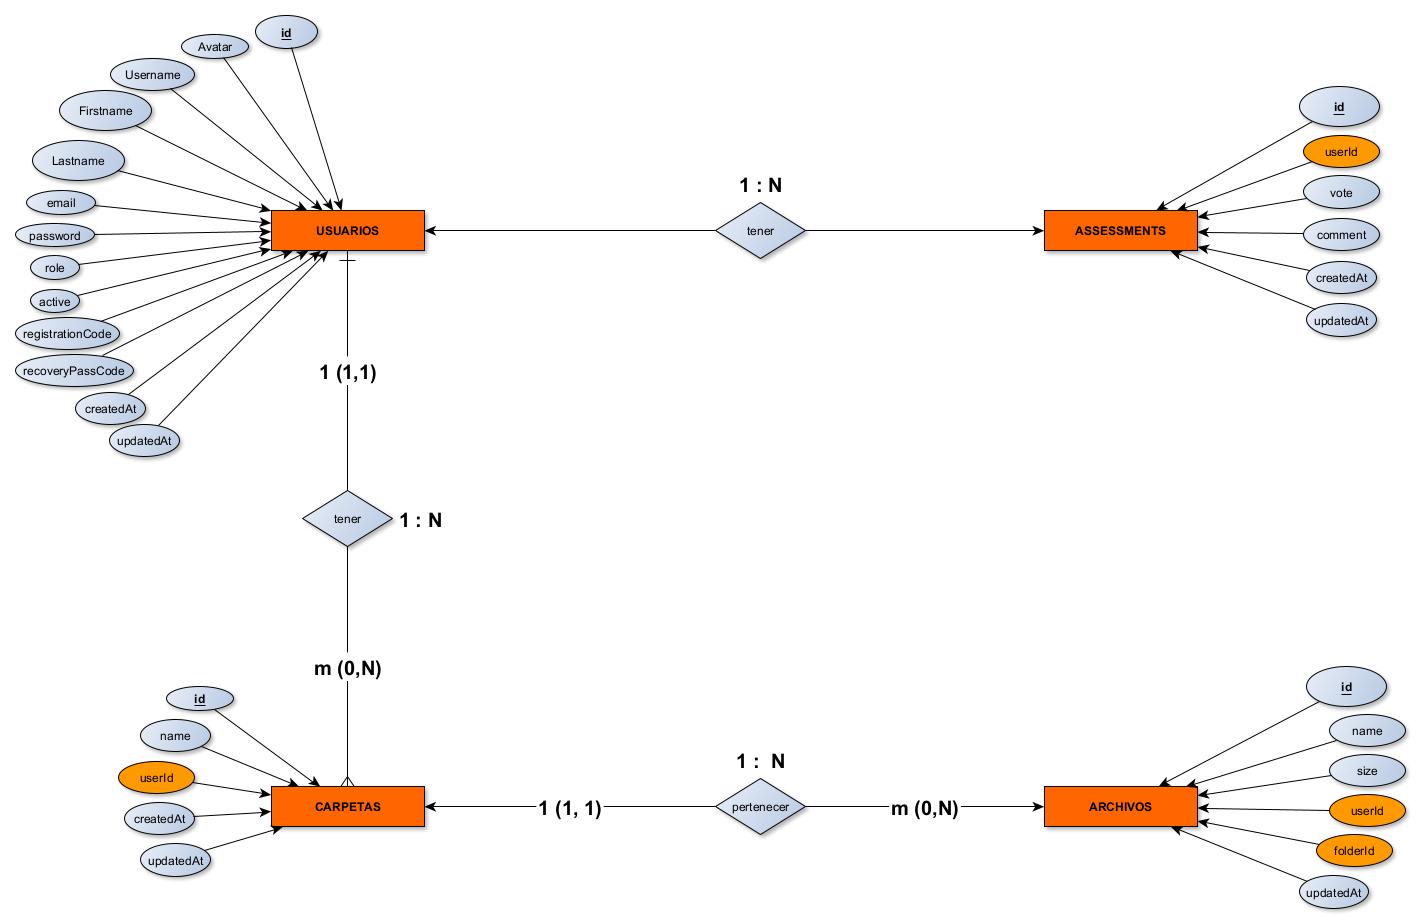 id
Avatar
Username
Firstname
Lastname
email
password
role
active
registrationCode
recoveryPassCode
createdAt
updatedAt
USUARIOS
1 : N
tener
ASSESSMENTS
id
userId
vote
comment
createdAt
updatedAt
1 (1,1)
tener
1 : N
m (0,N)
id
name
userId
createdAt
updatedAt
CARPETAS
1 (1, 1)
1 : N
pertenecer
m (0,N)
ARCHIVOS
id
name
size
userId
folderId
updatedAt